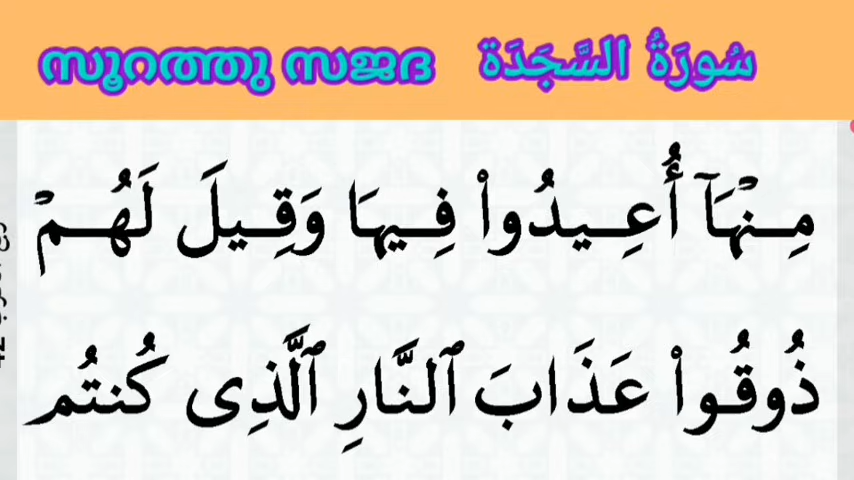 സൂറത്തു സജദ سُورَةُ السَّجَدَة
مِنْهَآ أُعِيدُوا۟ فِيهَا وَقِيلَ لَهُمْ
ذُوقُوا۟ عَذَابَ ٱلنَّارِ ٱلَّذِى كُنتُم